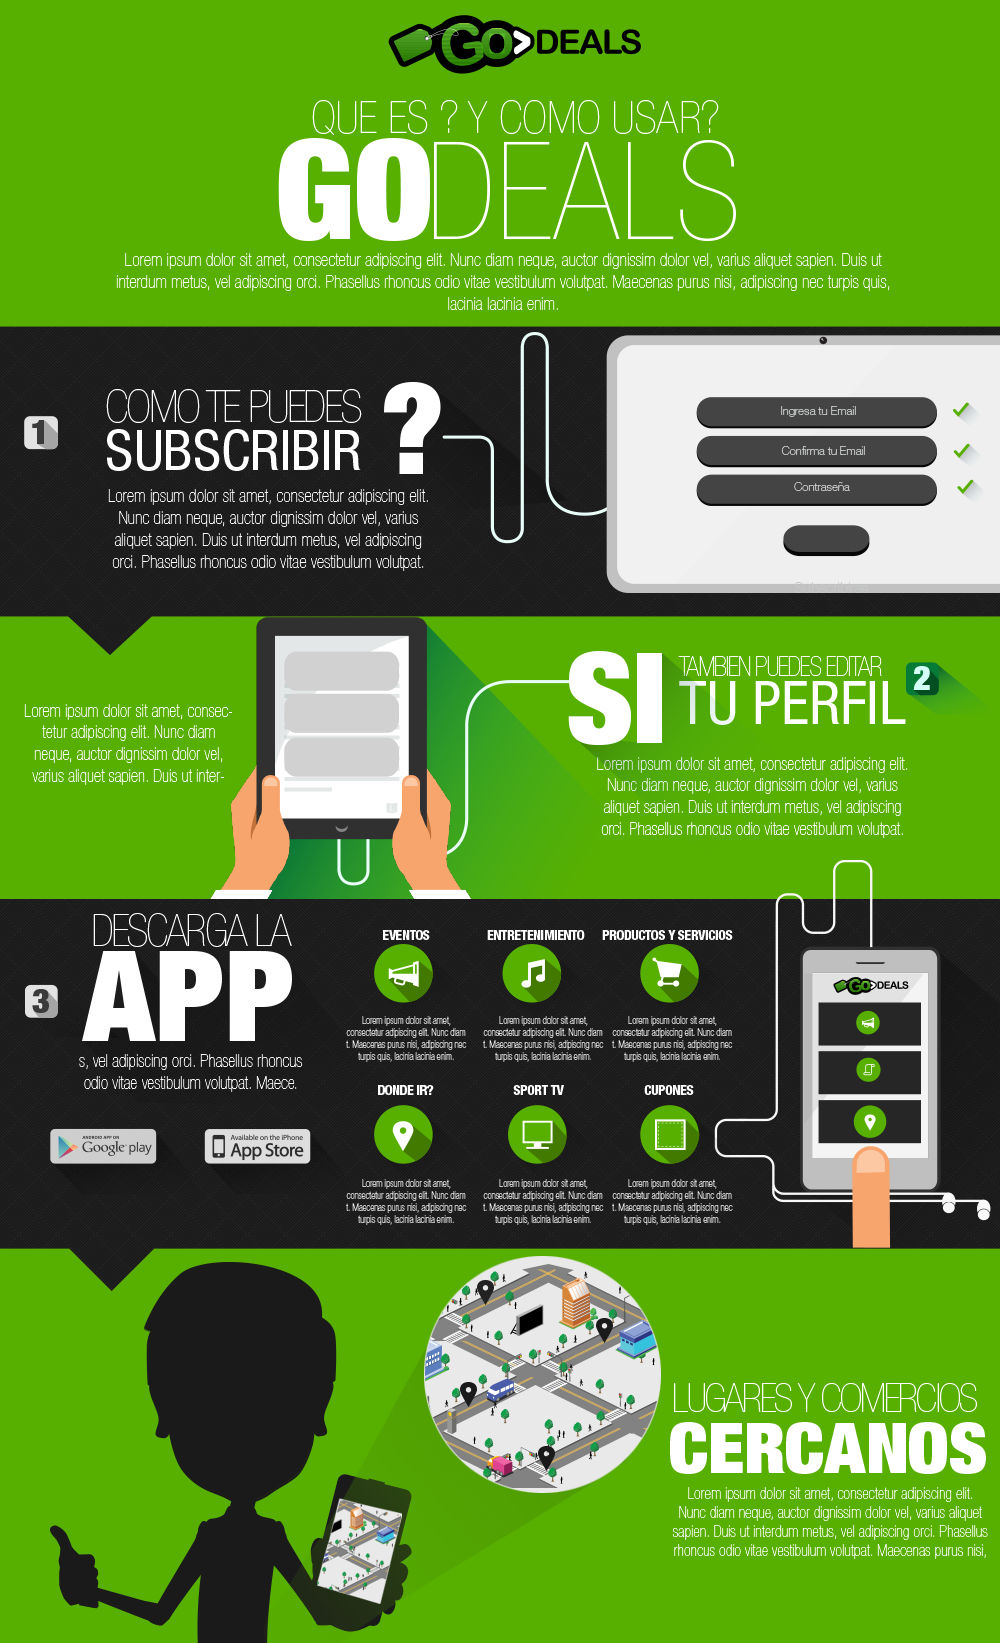 GO>DEALS
QUE ES ? Y COMO USAR?
GODEALS
Lorem ipsum dolor sit amet, consectetur adipiscing elit. Nunc diam neque, auctor dignissim dolor vel, varius aliquet sapien. Duis ut
interdum metus, vel adipiscing orci. Phasellus rhoncus odio vitae vestibulum volutpat. Maecenas purus nisi, adipiscing nec turpis quis,
lacinia lacinia enim.
1
COMO TE PUEDES
SUBSCRIBIR ?
Lorem ipsum dolor sit amet, consectetur adipiscing elit.
Nunc diam neque, auctor dignissim dolor vel, varius
aliquet sapien. Duis ut interdum metus, vel adipiscing
orci. Phasellus rhoncus odio vitae vestibulum volutpat.
Ingresa tu Email
Confirma tu Email
Contraseña
Lorem ipsum dolor sit amet, consec-
tetur adipiscing elit. Nunc diam
neque, auctor dignissim dolor vel,
varius aliquet sapien. Duis ut inter-
SI TAMBIEN PUEDES EDITAR
TU PERFIL
2
Lorem ipsum dolor sit amet, consectetur adipiscing elit.
Nunc diam neque, auctor dignissim dolor vel, varius
aliquet sapien. Duis ut interdum metus, vel adipiscing
orci. Phasellus rhoncus odio vitae vestibulum volutpat.
3
DESCARGA LA
APP
s, vel adipiscing orci. Phasellus rhoncus
odio vitae vestibulum volutpat. Maece.
ANDROID APP ON
Google play
Available on the iPhone
App Store
EVENTOS
Lorem ipsum dolor sit amet,
consectetur adipiscing elit. Nunc diam
t. Maecenas purus nisi, adipiscing nec
turpis quis, lacinia lacinia enim.
ENTRETENIMIENTO
Lorem ipsum dolor sit amet,
consectetur adipiscing elit. Nunc diam
t. Maecenas purus nisi, adipiscing nec
turpis quis, lacinia lacinia enim.
PRODUCTOS Y SERVICIOS
Lorem ipsum dolor sit amet,
consectetur adipiscing elit. Nunc diam
t. Maecenas purus nisi, adipiscing nec
turpis quis, lacinia lacinia enim.
DONDE IR?
Lorem ipsum dolor sit amet,
consectetur adipiscing elit. Nunc diam
t. Maecenas purus nisi, adipiscing nec
turpis quis, lacinia lacinia enim.
SPORT TV
Lorem ipsum dolor sit amet,
consectetur adipiscing elit. Nunc diam
t. Maecenas purus nisi, adipiscing nec
turpis quis, lacinia lacinia enim.
CUPONES
Lorem ipsum dolor sit amet,
consectetur adipiscing elit. Nunc diam
t. Maecenas purus nisi, adipiscing nec
turpis quis, lacinia lacinia enim.
GO>DEALS
LUGARES Y COMERCIOS
CERCANOS
Lorem ipsum dolor sit amet, consectetur adipiscing elit.
Nunc diam neque, auctor dignissim dolor vel, varius aliquet
sapien. Duis ut interdum metus, vel adipiscing orci. Phasellus
rhoncus odio vitae vestibulum volutpat. Maecenas purus nisi,